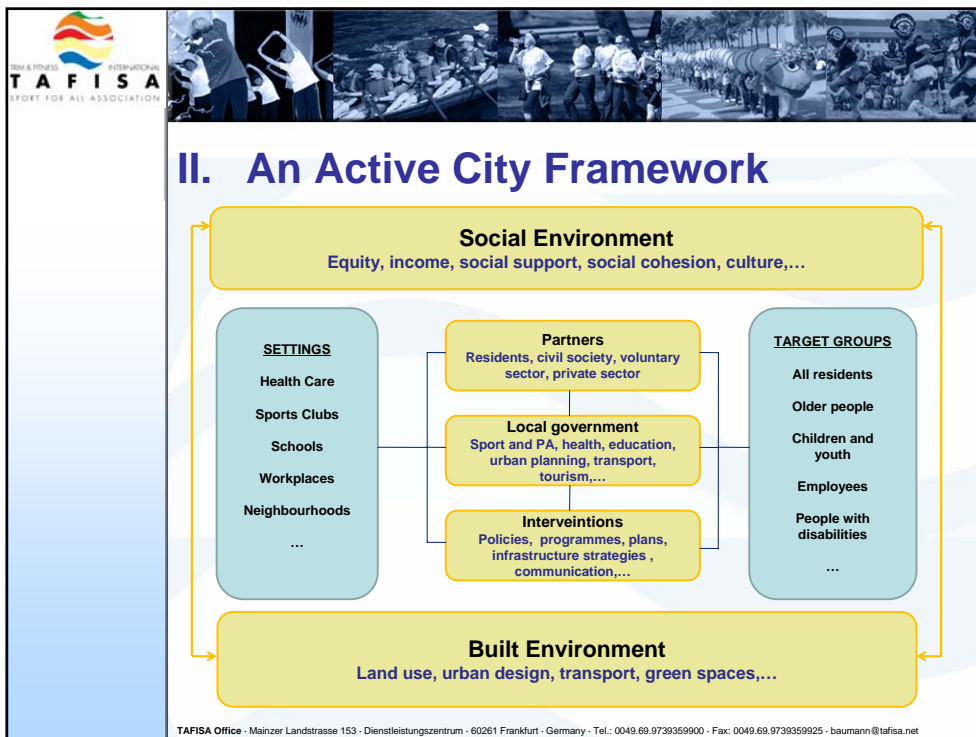 TRIM & FITNESS INTERNATIONAL
TAFISA
SPORT FOR ALL ASSOCIATION
II. An Active City Framework
Social Environment
Equity, income, social support, social cohesion, culture,…
SETTINGS
Health Care
Sports Clubs
Schools
Workplaces
Neighbourhoods
…
Partners
Residents, civil society, voluntary
sector, private sector
Local government
Sport and PA, health, education,
urban planning, transport,
tourism,…
Interveintions
Policies, programmes, plans,
infrastructure strategies ,
communication,…
TARGET GROUPS
All residents
Older people
Children and
youth
Employees
People with
disabilities
…
Built Environment
Land use, urban design, transport, green spaces,…
TAFISA Office · Mainzer Landstrasse 153 · Dienstleistungszentrum · 60261 Frankfurt · Germany · Tel.: 0049.69.9739359900 · Fax: 0049.69.9739359925 · baumann@tafisa.net